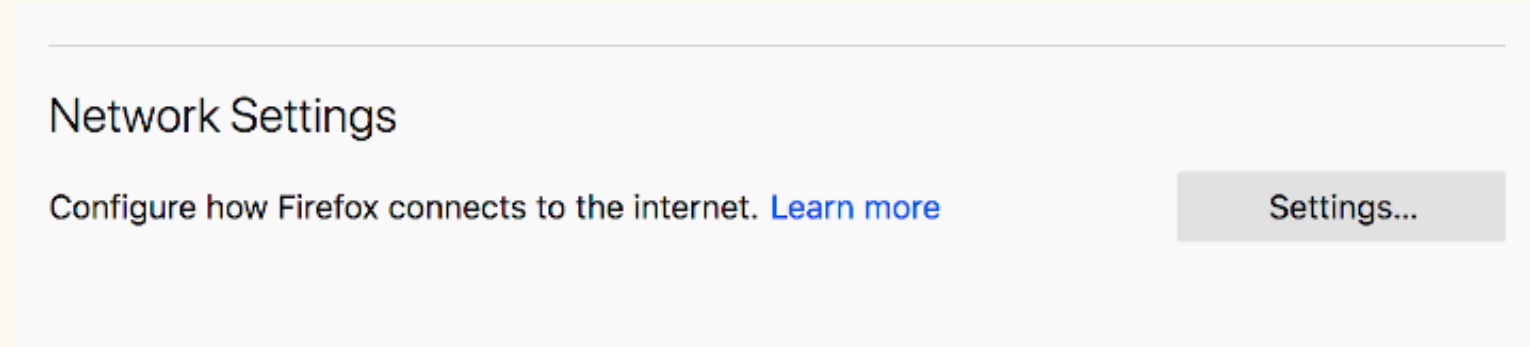 Network Settings
Configure how Firefox connects to the internet. Learn more
Settings...